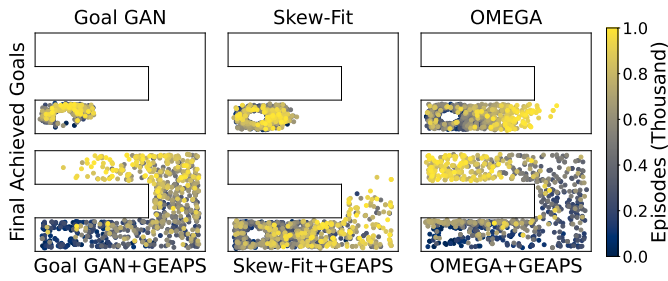 Goal GAN
Skew-Fit
OMEGA
Final Achieved Goals
Goal GAN+GEAPS
Skew-Fit+GEAPS
OMEGA+GEAPS
1.0
0.8
0.6
0.4
0.2
0.0
Episodes (Thousand)